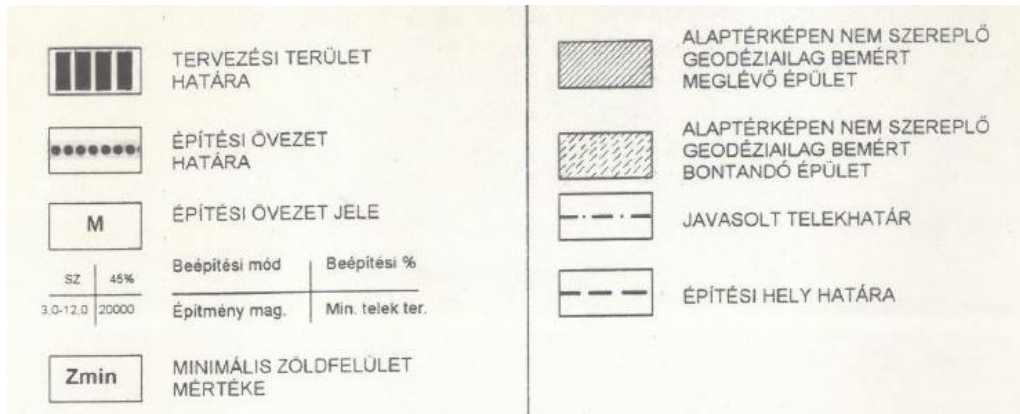 TERVEZÉSI TERÜLET
HATÁRA
ÉPÍTÉSI ÖVEZET
HATÁRA
M
ÉPÍTÉSI ÖVEZET JELE
SZ 45%
3,0-12,0 20000
Beépítési mód Beépítési %
Építmény mag. Min. telek ter.
Zmin
MINIMÁLIS ZÖLDFELÜLET
MÉRTÉKE
ALAPTÉRKÉPEN NEM SZEREPLŐ
GEODÉZIAILAG BEMÉRT
MEGLÉVŐ ÉPÜLET
ALAPTÉRKÉPEN NEM SZEREPLŐ
GEODÉZIAILAG BEMÉRT
BONTANDÓ ÉPÜLET
JAVASOLT TELEKHATÁR
ÉPÍTÉSI HELY HATÁRA